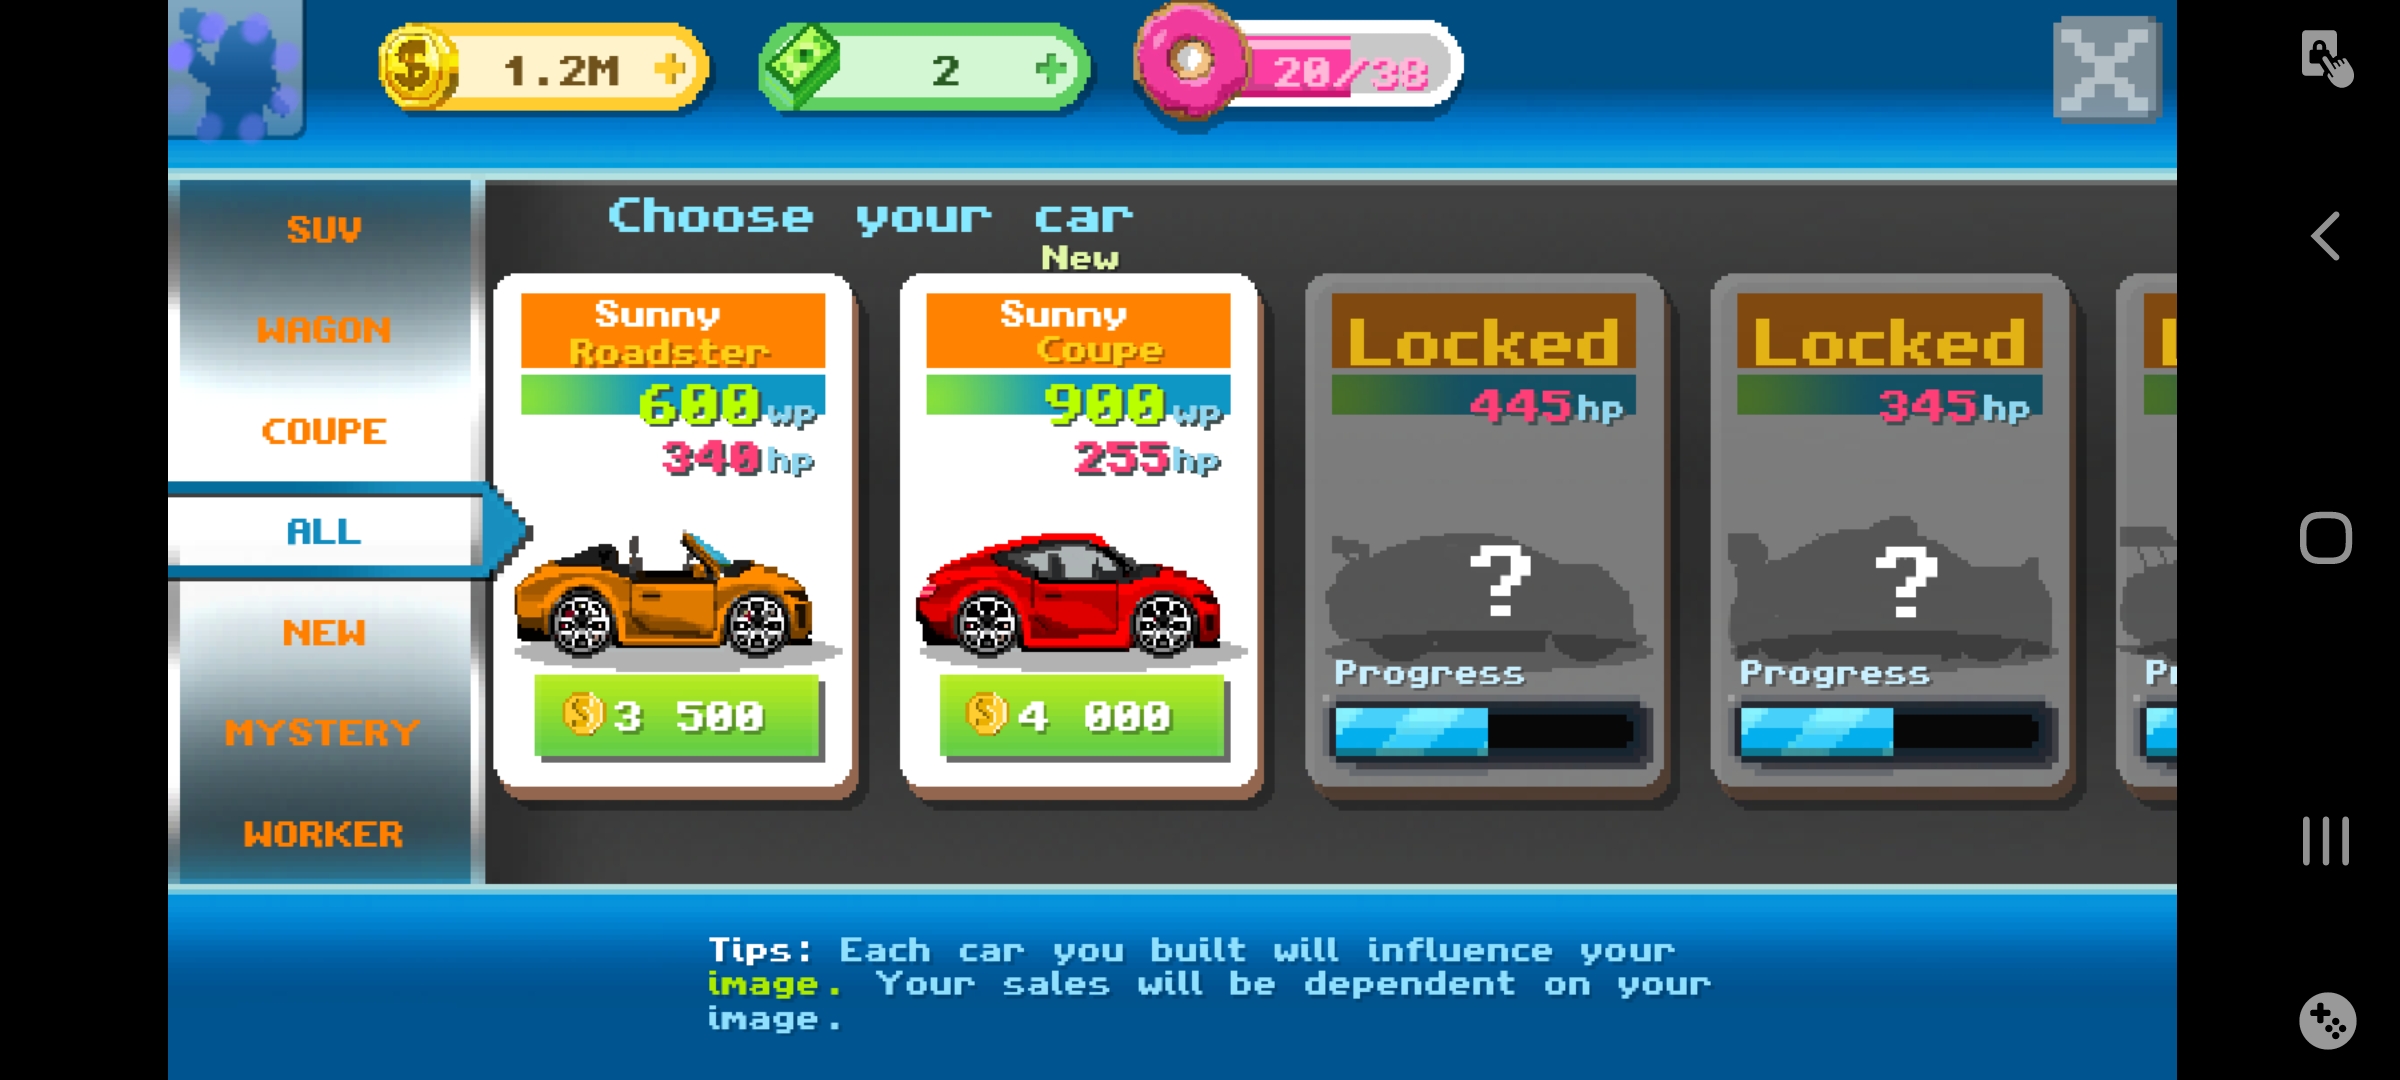 1.2M
2
20/38
SUV
WAGON
COUPE
ALL
NEW
MYSTERY
WORKER
Choose your car
Sunny
Roadster
600 wp
340 hp
3 500
New
Sunny
Coupe
900 wp
255 hp
4 000
Locked
445 hp
?
Progress
Locked
345 hp
?
Progress
Tips: Each car you built will influence your
image. Your sales will be dependent on your
image.